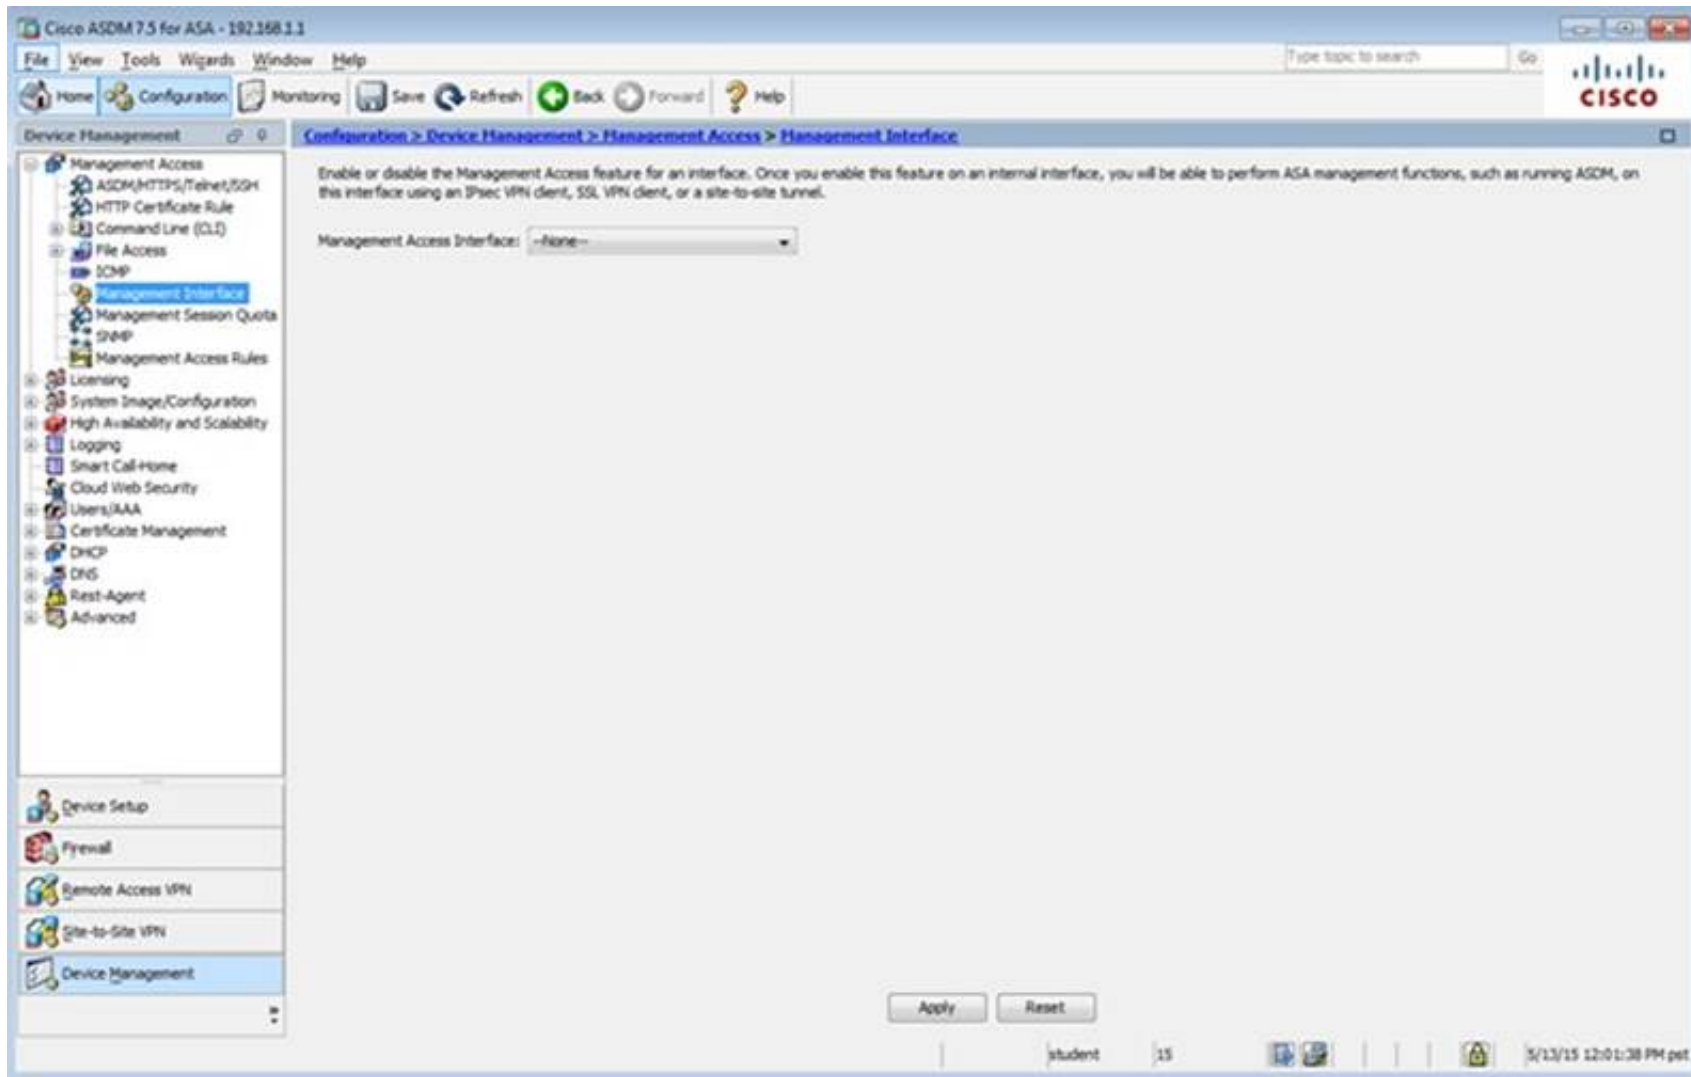 Cisco ASDM 7.5 for ASA - 192.168.1.1
File View Tools Wizards Window Help
Type topic to search Go
Home Configuration Monitoring Save Refresh Back Forward Help
CISCO
Device Management
Configuration > Device Management > Management Access > Management Interface
Management Access
ASDM/HTTPS/Telnet/SSH
HTTP Certificate Rule
Command Line (CLI)
File Access
ICMP
Management Interface
Management Session Quota
SNMP
Management Access Rules
Licensing
System Image/Configuration
High Availability and Scalability
Logging
Smart Call-Home
Cloud Web Security
Users/AAA
Certificate Management
DHCP
DNS
Rest-Agent
Advanced
Enable or disable the Management Access feature for an interface. Once you enable this feature on an internal interface, you will be able to perform ASA management functions, such as running ASDM, on
this interface using an IPsec VPN client, SSL VPN client, or a site-to-site tunnel.
Management Access Interface: --None--
Device Setup
Firewall
Remote Access VPN
Site-to-Site VPN
Device Management
Apply Reset
student 15 5/13/15 12:01:38 PM pst